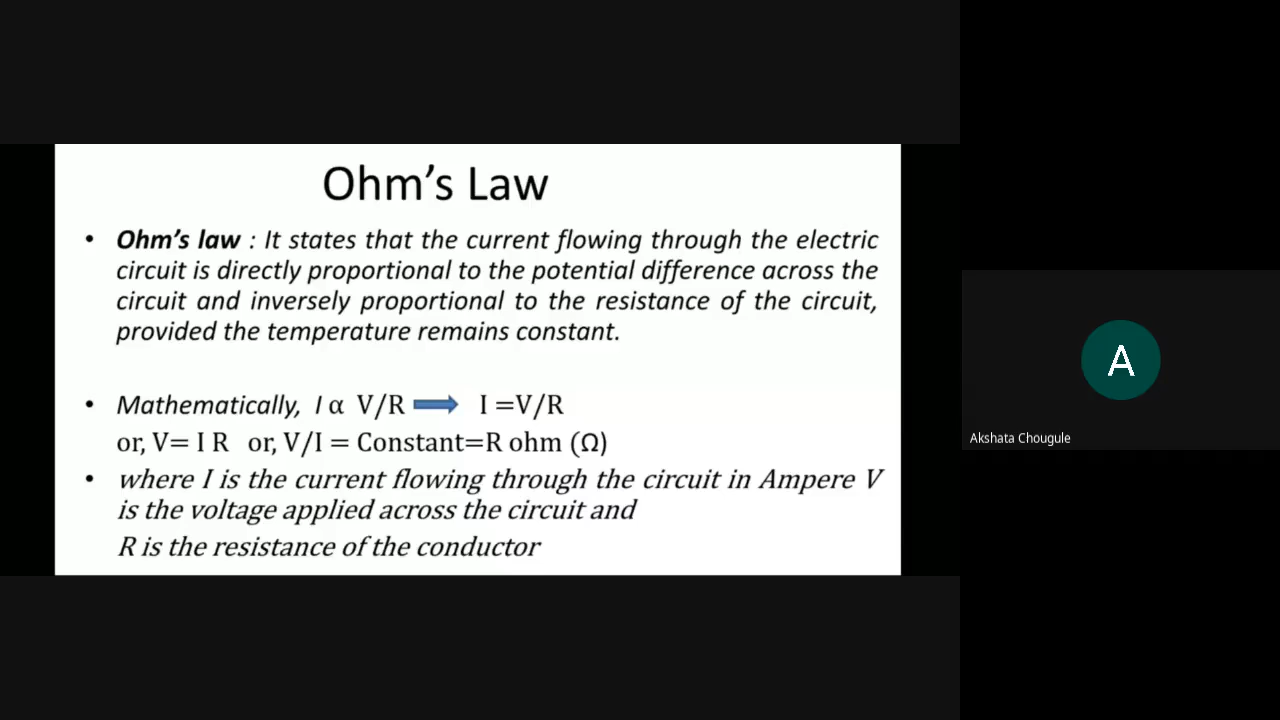 Ohm’s Law
• Ohm’s law : It states that the current flowing through the electric
circuit is directly proportional to the potential difference across the
circuit and inversely proportional to the resistance of the circuit,
provided the temperature remains constant.
• Mathematically, I α V/R ➡ I =V/R
or, V= I R or, V/I = Constant=R ohm (Ω)
• where I is the current flowing through the circuit in Ampere V
is the voltage applied across the circuit and
R is the resistance of the conductor
A
Akshata Chougule